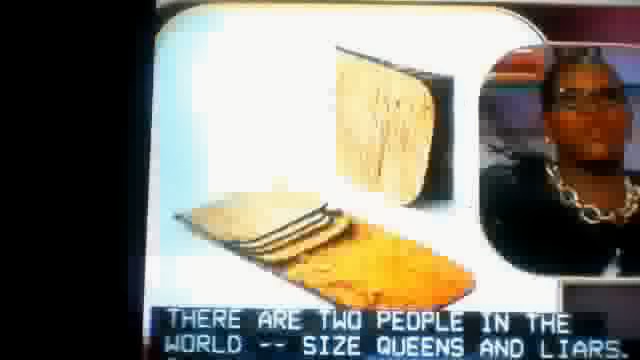 THERE ARE TWO PEOPLE IN THE
WORLD -- SIZE QUEENS AND LIARS.